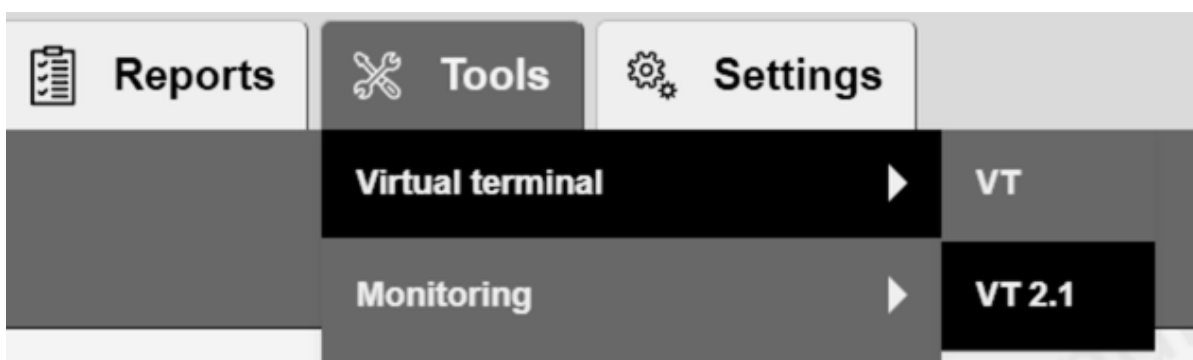 Reports Tools Settings
Virtual terminal VT
Monitoring VT 2.1